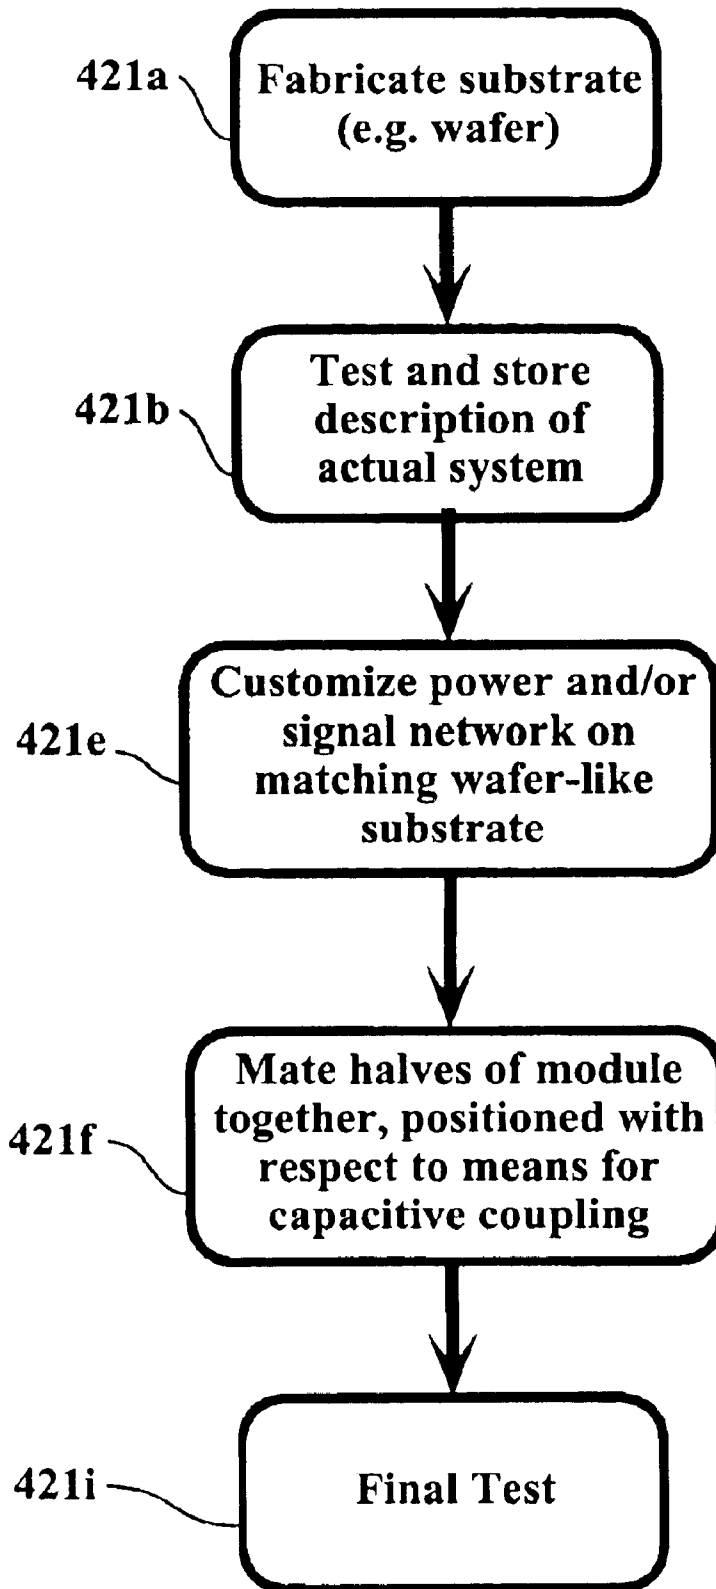 421a
Fabricate substrate
(e.g. wafer)
421b
Test and store
description of
actual system
421e
Customize power and/or
signal network on
matching wafer-like
substrate
421f
Mate halves of module
together, positioned with
respect to means for
capacitive coupling
421i
Final Test